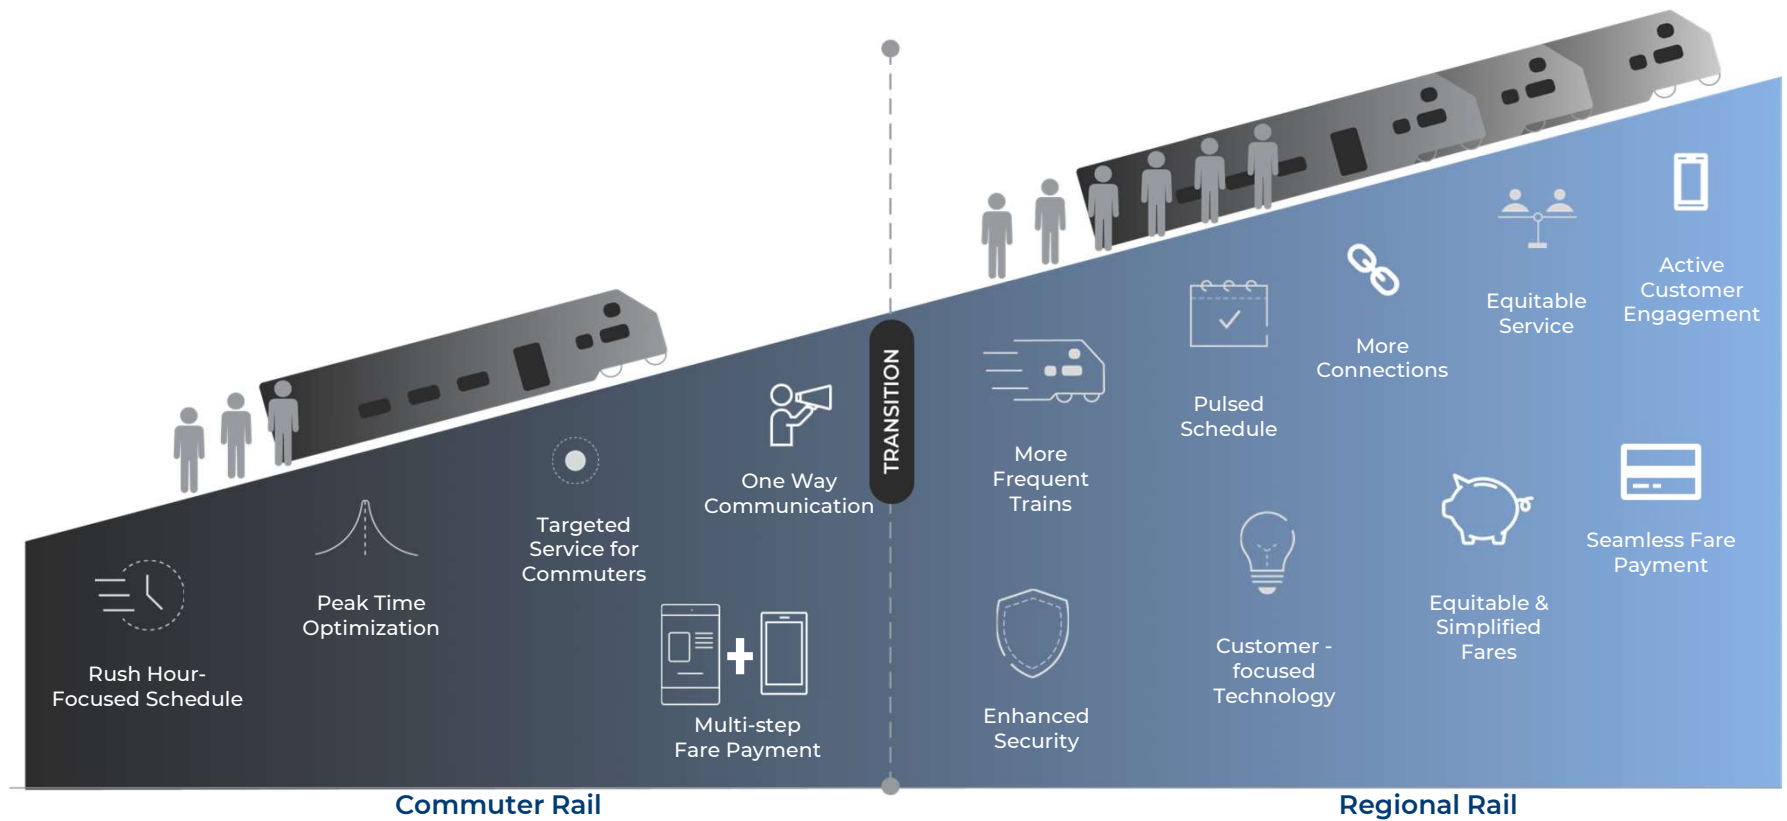 Rush Hour-
Focused Schedule
Peak Time
Optimization
Targeted
Service for
Commuters
One Way
Communication
Multi-step
Fare Payment
TRANSITION
More
Frequent
Trains
Pulsed
Schedule
More
Connections
Equitable
Service
Active
Customer
Engagement
Enhanced
Security
Customer -
focused
Technology
Equitable &
Simplified
Fares
Seamless Fare
Payment
Commuter Rail
Regional Rail